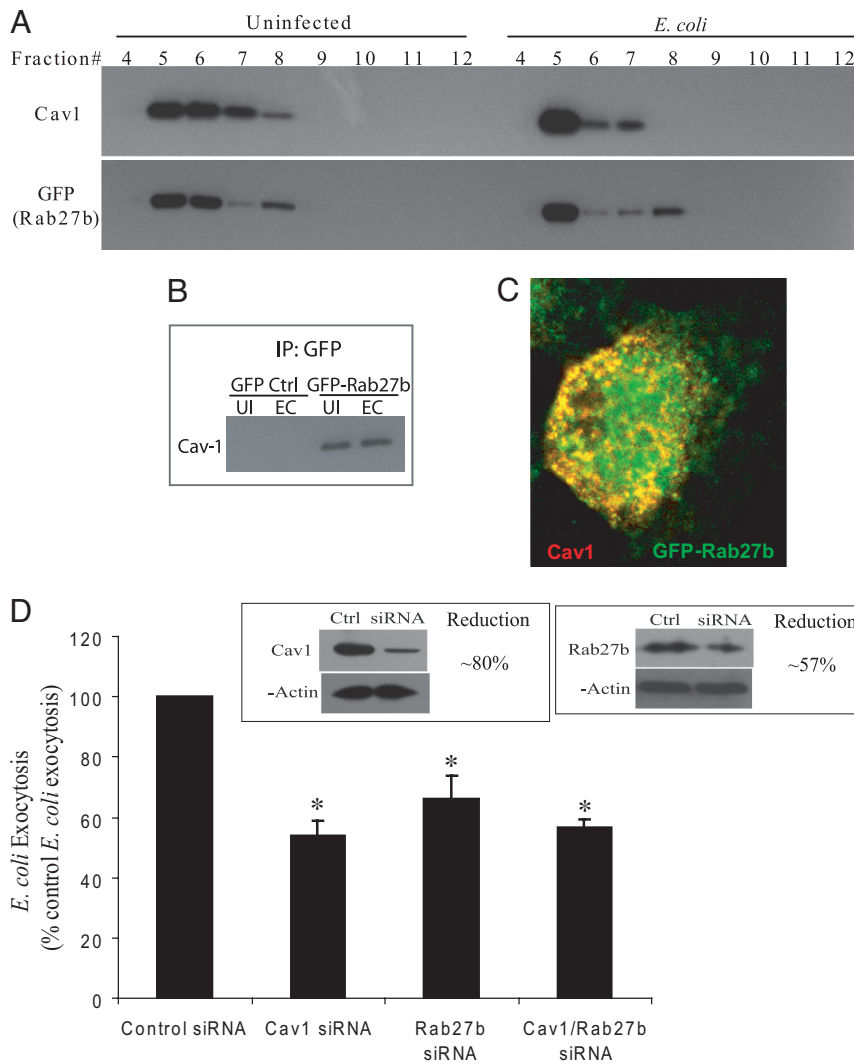 A
Uninfected E. coli
Fraction# 4 5 6 7 8 9 10 11 12 4 5 6 7 8 9 10 11 12
Cav1
GFP
(Rab27b)
B
IP: GFP
GFP Ctrl GFP-Rab27b
UI EC UI EC
Cav-1
C
Cav1 GFP-Rab27b
D
Ctrl siRNA Reduction
Cav1
~80%
-Actin
Ctrl siRNA Reduction
Rab27b
~57%
-Actin
E. coli Exocytosis
(% control E. coli exocytosis)
120
100
80
60
40
20
0
*
*
*
Control siRNA
Cav1 siRNA
Rab27b
siRNA
Cav1/Rab27b
siRNA